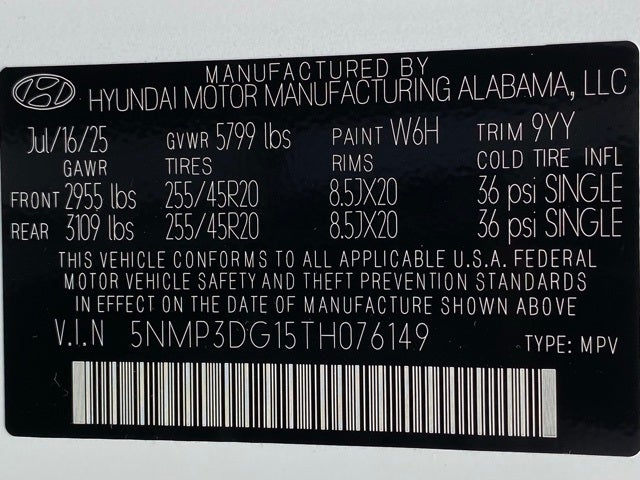 MANUFACTURED BY
HYUNDAI MOTOR MANUFACTURING ALABAMA, LLC
Jul/16/25 GVWR 5799 lbs PAINT W6H TRIM 9YY
GAWR TIRES RIMS COLD TIRE INFL
FRONT 2955 lbs 255/45R20 8.5JX20 36 psi SINGLE
REAR 3109 lbs 255/45R20 8.5JX20 36 psi SINGLE
THIS VEHICLE CONFORMS TO ALL APPLICABLE U.S.A. FEDERAL
MOTOR VEHICLE SAFETY AND THEFT PREVENTION STANDARDS
IN EFFECT ON THE DATE OF MANUFACTURE SHOWN ABOVE
V.I.N 5NMP3DG15TH076149 TYPE: MPV